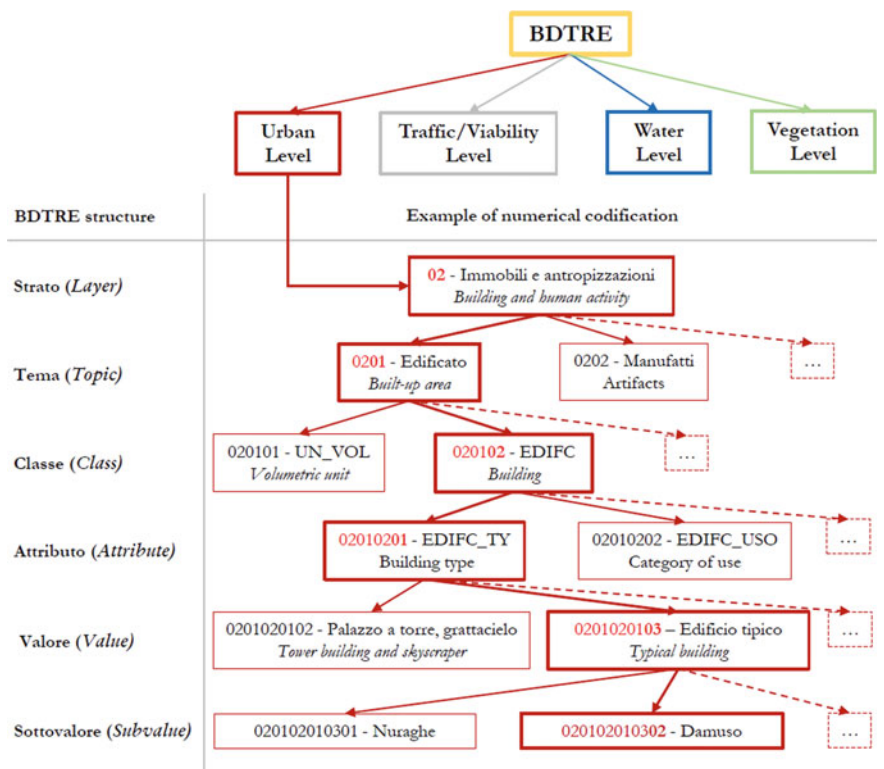 BDTRE
Urban
Level
Traffic/Viability
Level
Water
Level
Vegetation
Level
BDTRE structure
Example of numerical codification
Strato (Layer)
02 - Immobili e antropizzazioni
Building and human activity
Tema (Topic)
0201 - Edificato
Built-up area
0202 - Manufatti
Artifacts
...
Classe (Class)
020101 - UN_VOL
Volumetric unit
020102 - EDIFC
Building
...
Attributo (Attribute)
02010201 - EDIFC_TY
Building type
02010202 - EDIFC_USO
Category of use
...
Valore (Value)
0201020102 - Palazzo a torre, grattacielo
Tower building and skyscraper
0201020103 – Edificio tipico
Typical building
...
Sottovalore (Subvalue)
020102010301 - Nuraghe
020102010302 - Damuso
...